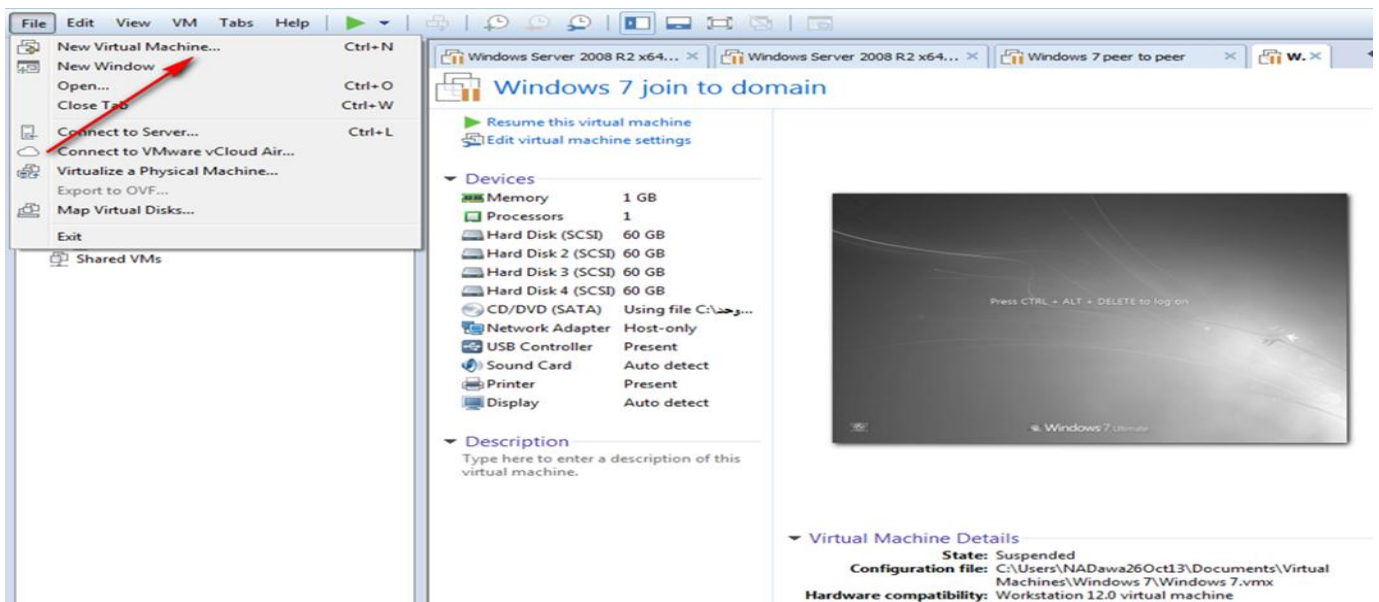 File Edit View VM Tabs Help
New Virtual Machine... Ctrl+N
New Window
Open... Ctrl+O
Close Tab Ctrl+W
Connect to Server... Ctrl+L
Connect to VMware vCloud Air...
Virtualize a Physical Machine...
Export to OVF...
Map Virtual Disks...
Exit
Shared VMs
Windows Server 2008 R2 x64... Windows Server 2008 R2 x64... Windows 7 peer to peer W.
Windows 7 join to domain
Resume this virtual machine
Edit virtual machine settings
Devices
Memory 1 GB
Processors 1
Hard Disk (SCSI) 60 GB
Hard Disk 2 (SCSI) 60 GB
Hard Disk 3 (SCSI) 60 GB
Hard Disk 4 (SCSI) 60 GB
CD/DVD (SATA) Using file C:\
Network Adapter Host-only
USB Controller Present
Sound Card Auto detect
Printer Present
Display Auto detect
Description
Type here to enter a description of this
virtual machine.
Press CTRL + ALT + DELETE to log on
Windows 7 Ultimate
Virtual Machine Details
State: Suspended
Configuration file: C:\Users\NADawa26Oct13\Documents\Virtual
Machines\Windows 7\Windows 7.vmx
Hardware compatibility: Workstation 12.0 virtual machine